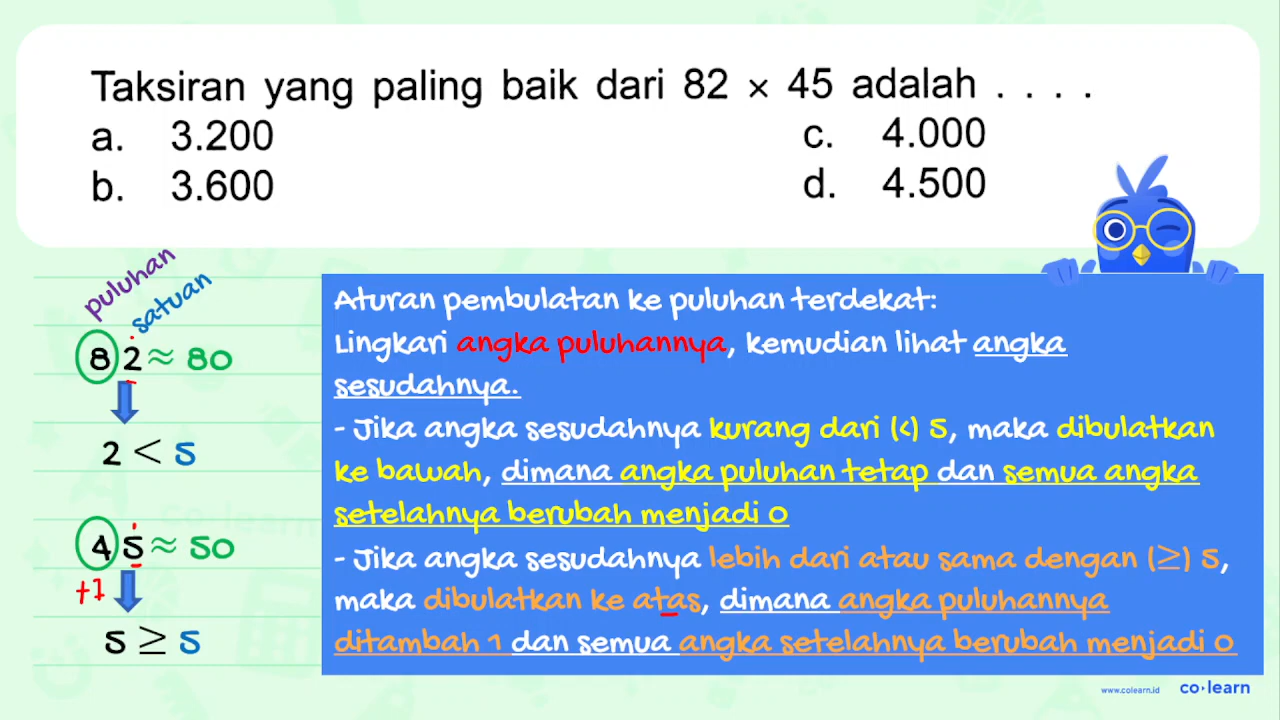 Taksiran yang paling baik dari 82 × 45 adalah . . . .
a. 3.200
b. 3.600
c. 4.000
d. 4.500
puluhan
satuan
82 ≈ 80
2 < 5
45 ≈ 50
+1
5 ≥ 5
Aturan pembulatan ke puluhan terdekat:
Lingkari angka puluhannya, kemudian lihat angka
sesudahnya.
- Jika angka sesudahnya kurang dari (<) 5, maka dibulatkan
ke bawah, dimana angka puluhan tetap dan semua angka
setelahnya berubah menjadi 0
- Jika angka sesudahnya lebih dari atau sama dengan (≥) 5,
maka dibulatkan ke atas, dimana angka puluhannya
ditambah 1 dan semua angka setelahnya berubah menjadi 0
www.colearn.id co·learn
co·learn